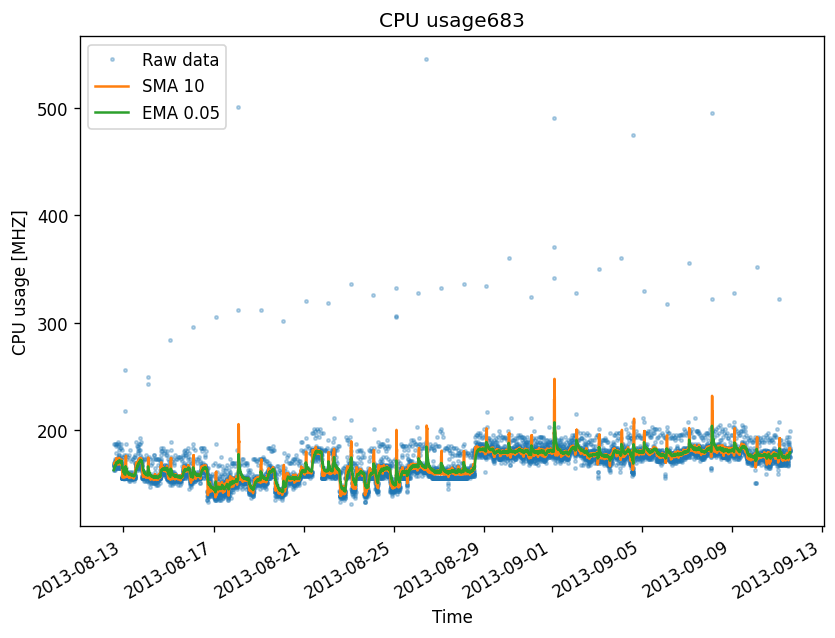 CPU usage683
Raw data
SMA 10
EMA 0.05
CPU usage [MHZ]
500
400
300
200
2013-08-13
2013-08-17
2013-08-21
2013-08-25
2013-08-29
2013-09-01
2013-09-05
2013-09-09
2013-09-13
Time